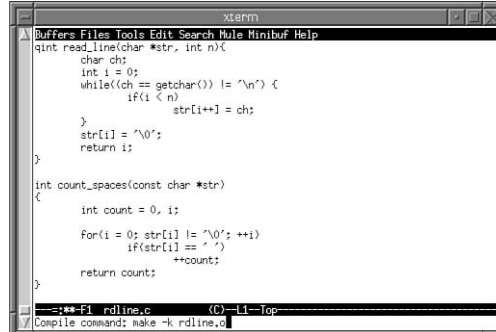 xterm
Buffers Files Tools Edit Search Mule Minibuf Help
qint read_line(char *str, int n){
        char ch;
        int i = 0;
        while((ch == getchar()) != '\n') {
                if(i < n)
                        str[i++] = ch;
        }
        str[i] = '\0';
        return i;
}

int count_spaces(const char *str)
{
        int count = 0, i;

        for(i = 0; str[i] != '\0'; ++i)
                if(str[i] == ' ')
                        ++count;
        return count;
}

---=:**-F1  rdline.c          (C)--L1--Top---
Compile command: make -k rdline.o